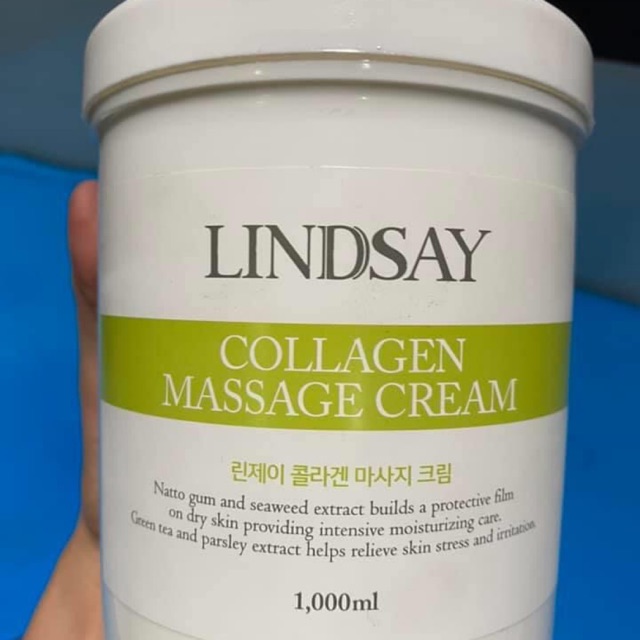 LINDSAY
COLLAGEN
MASSAGE CREAM
린제이 콜라겐 마사지 크림
Natto gum and seaweed extract builds a protective film
on dry skin providing intensive moisturizing care.
Green tea and parsley extract helps relieve skin stress and irritation.
1,000ml